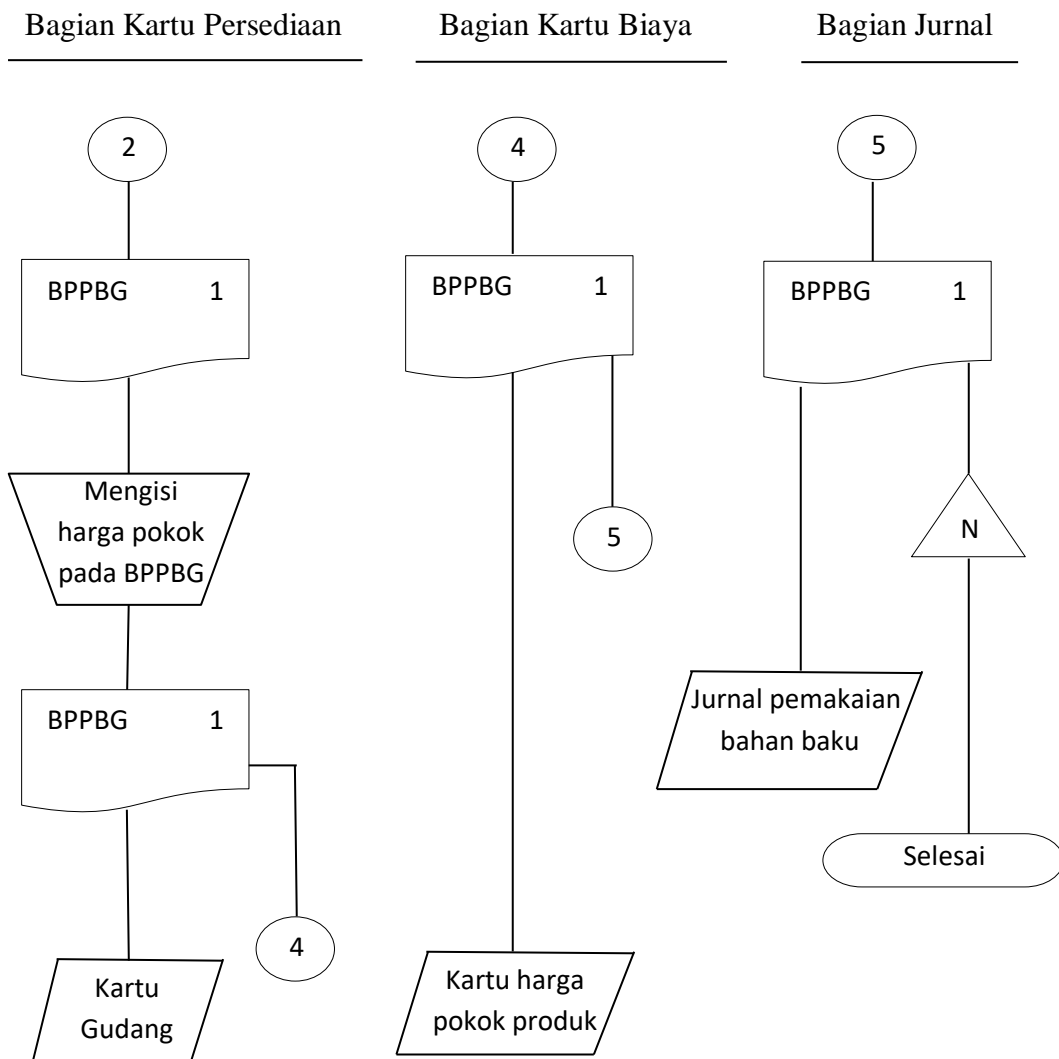 Bagian Kartu Persediaan
2
BPPBG 1
Mengisi
harga pokok
pada BPPBG
BPPBG 1
4
Kartu
Gudang
Bagian Kartu Biaya
4
BPPBG 1
5
Kartu harga
pokok produk
Bagian Jurnal
5
BPPBG 1
N
Jurnal pemakaian
bahan baku
Selesai